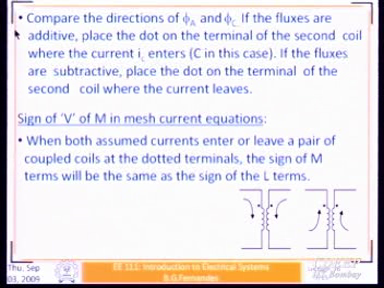 • Compare the directions of ϕA and ϕC If the fluxes are
additive, place the dot on the terminal of the second coil
where the current ic enters (C in this case). If the fluxes
are subtractive, place the dot on the terminal of the
second coil where the current leaves.
Sign of 'V' of M in mesh current equations:
• When both assumed currents enter or leave a pair of
coupled coils at the dotted terminals, the sign of M
terms will be the same as the sign of the L terms.
Thu, Sep
03, 2009
EE 111: Introduction to Electrical Systems
B.G.Fernandes
Bombay